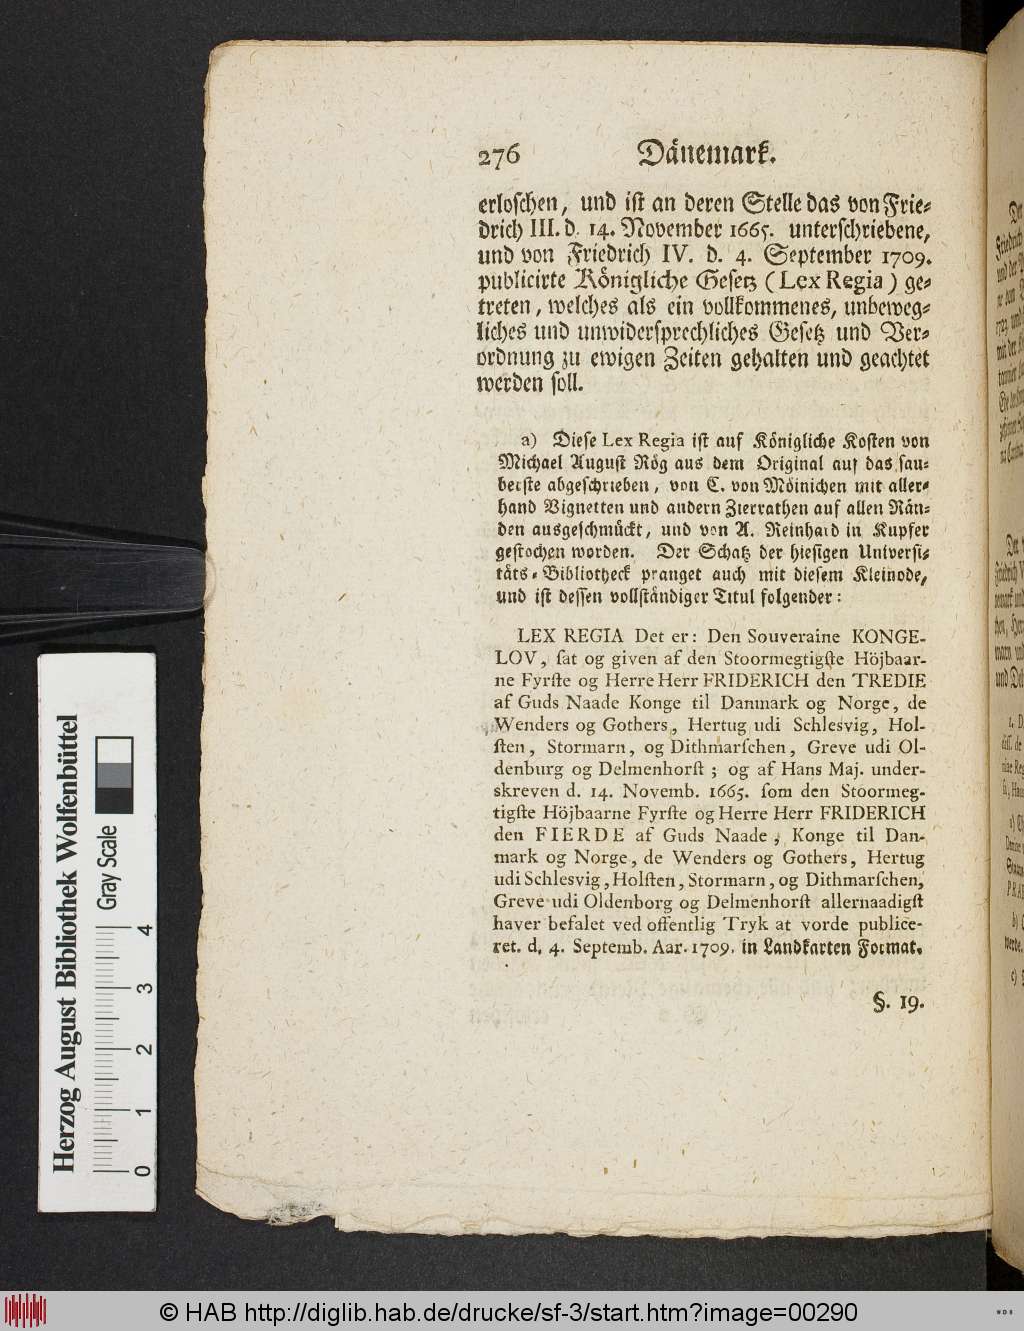 276 Dänemark.
erloschen, und ist an deren Stelle das von Frie-
drich III. d. 14. November 1665. unterschriebene,
und von Friedrich IV. d. 4. September 1709.
publicirte Königliche Gesetz (Lex Regia) ge-
treten, welches als ein vollkommenes, unbeweg-
liches und unwidersprechliches Gesetz und Ver-
ordnung zu ewigen Zeiten gehalten und geachtet
werden soll.
a) Diese Lex Regia ist auf Königliche Kosten von
Michael August Rög aus dem Original auf das sau-
berste abgeschrieben, von C. von Möinichen mit aller-
hand Vignetten und andern Zierrathen auf allen Rän-
den ausgeschmückt, und von A. Reinhard in Kupfer
gestochen worden. Der Schatz der hiesigen Universi-
täts-Bibliotheck pranget auch mit diesem Kleinode,
und ist dessen vollständiger Titul folgender:
LEX REGIA Det er: Den Souveraine KONGE-
LOV, ſat og given af den Stoormegtigſte Höjbaar-
ne Fyrſte og Herre Herr FRIDERICH den TREDIE
af Guds Naade Konge til Danmark og Norge, de
Wenders og Gothers, Hertug udi Schlesvig, Hol-
ſten, Stormarn, og Dithmarſchen, Greve udi Ol-
denburg og Delmenhorſt; og af Hans Maj. under-
skreven d. 14. Novemb. 1665. ſom den Stoormeg-
tigſte Höjbaarne Fyrſte og Herre Herr FRIDERICH
den FIERDE af Guds Naade, Konge til Dan-
mark og Norge, de Wenders og Gothers, Hertug
udi Schlesvig, Holſten, Stormarn, og Dithmarſchen,
Greve udi Oldenborg og Delmenhorſt allernaadigſt
haver befalet ved offentlig Tryk at vorde publice-
ret. d. 4. Septemb. Aar. 1709. in Landkarten Format.
§. 19.
Herzog August Bibliothek Wolfenbüttel
Gray Scale
0 1 2 3 4
© HAB http://diglib.hab.de/drucke/sf-3/start.htm?image=00290